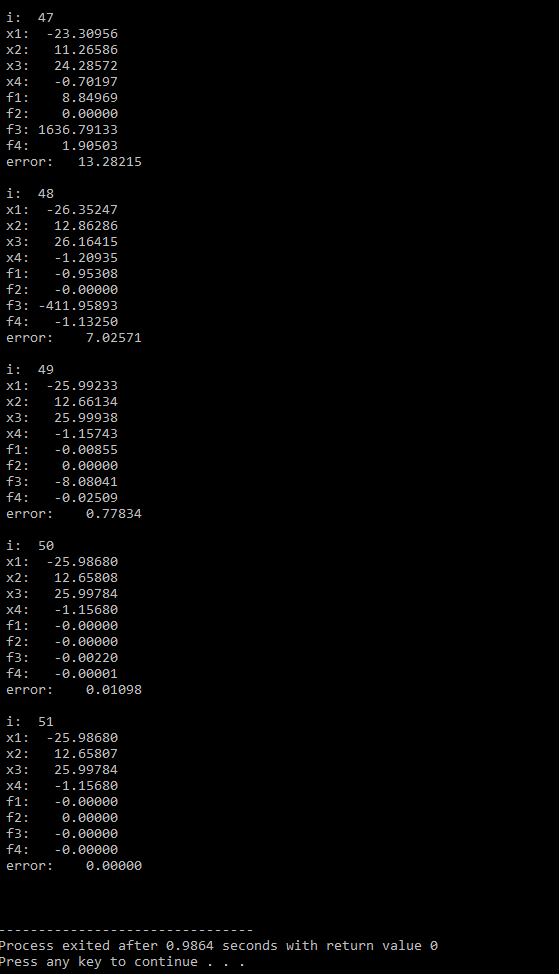 i:  47
x1:  -23.30956
x2:   11.26586
x3:   24.28572
x4:   -0.70197
f1:    8.84969
f2:    0.00000
f3: 1636.79133
f4:    1.90503
error:   13.28215
i:  48
x1:  -26.35247
x2:   12.86286
x3:   26.16415
x4:   -1.20935
f1:   -0.95308
f2:   -0.00000
f3: -411.95893
f4:   -1.13250
error:    7.02571
i:  49
x1:  -25.99233
x2:   12.66134
x3:   25.99938
x4:   -1.15743
f1:   -0.00855
f2:    0.00000
f3:   -8.08041
f4:   -0.02509
error:    0.77834
i:  50
x1:  -25.98680
x2:   12.65808
x3:   25.99784
x4:   -1.15680
f1:   -0.00000
f2:   -0.00000
f3:   -0.00220
f4:   -0.00001
error:    0.01098
i:  51
x1:  -25.98680
x2:   12.65807
x3:   25.99784
x4:   -1.15680
f1:   -0.00000
f2:    0.00000
f3:   -0.00000
f4:   -0.00000
error:    0.00000
--------------------------------
Process exited after 0.9864 seconds with return value 0
Press any key to continue . . .